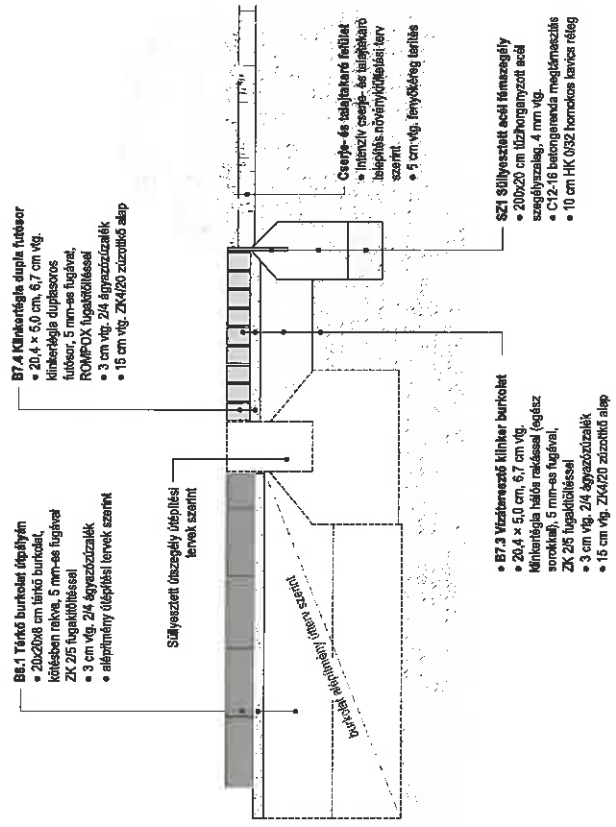 B6.1 Térkő burkolat útpályán
• 20x20x8 cm térkő burkolat,
kötésben rakva, 5 mm-es fugával
ZK 2/5 fugakitöltéssel
• 3 cm vtg. 2/4 ágyazózúzalék
• alépítmény útépítési tervek szerint
Süllyesztett útszegély útépítési
tervek szerint
B7.4 Klinkertégla dupla futósor
• 20,4 × 5,0 cm, 6,7 cm vtg.
klinkertégla duplasoros
futósor, 5 mm-es fugával,
ROMPOX fugakitöltéssel
• 3 cm vtg. 2/4 ágyazózúzalék
• 15 cm vtg. ZK4/20 zúzottkő alap
Cserje- és talajtakaró felület
• Intenzív cserje- és talajtakaró
telepítés növénykiültetési terv
szerint
• 5 cm vtg. fenyőkéreg terítés
burkolat alépítmény útterv szerint
• B7.3 Vízáteresztő klinker burkolat
• 20,4 × 5,0 cm, 6,7 cm vtg.
klinkertégla hálós rakással (egész
sorokkal), 5 mm-es fugával,
ZK 2/5 fugakitöltéssel
• 3 cm vtg. 2/4 ágyazózúzalék
• 15 cm vtg. ZK4/20 zúzottkő alap
SZ1 Süllyesztett acél fémszegély
• 200x20 cm tűzihorganyzott acél
szegélyszalag, 4 mm vtg.
• C12-16 betongerenda megtámasztás
• 10 cm HK 0/32 homokos kavics réteg